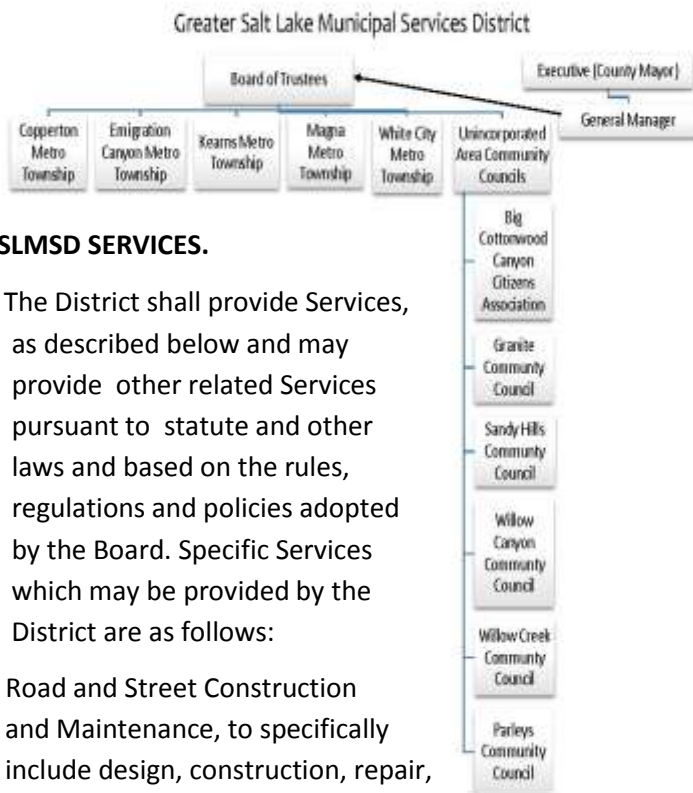 Greater Salt Lake Municipal Services District
Board of Trustees
Executive (County Mayor)
General Manager
Copperton
Metro
Township
Emigration
Canyon Metro
Township
Kearns Metro
Township
Magna
Metro
Township
White City
Metro
Township
Unincorporated
Area Community
Councils
Big
Cottonwood
Canyon
Citizens
Association
Granite
Community
Council
Sandy Hills
Community
Council
Willow
Canyon
Community
Council
Willow Creek
Community
Council
Parleys
Community
Council
SLMSD SERVICES.
The District shall provide Services,
as described below and may
provide other related Services
pursuant to statute and other
laws and based on the rules,
regulations and policies adopted
by the Board. Specific Services
which may be provided by the
District are as follows:
Road and Street Construction
and Maintenance, to specifically
include design, construction, repair,